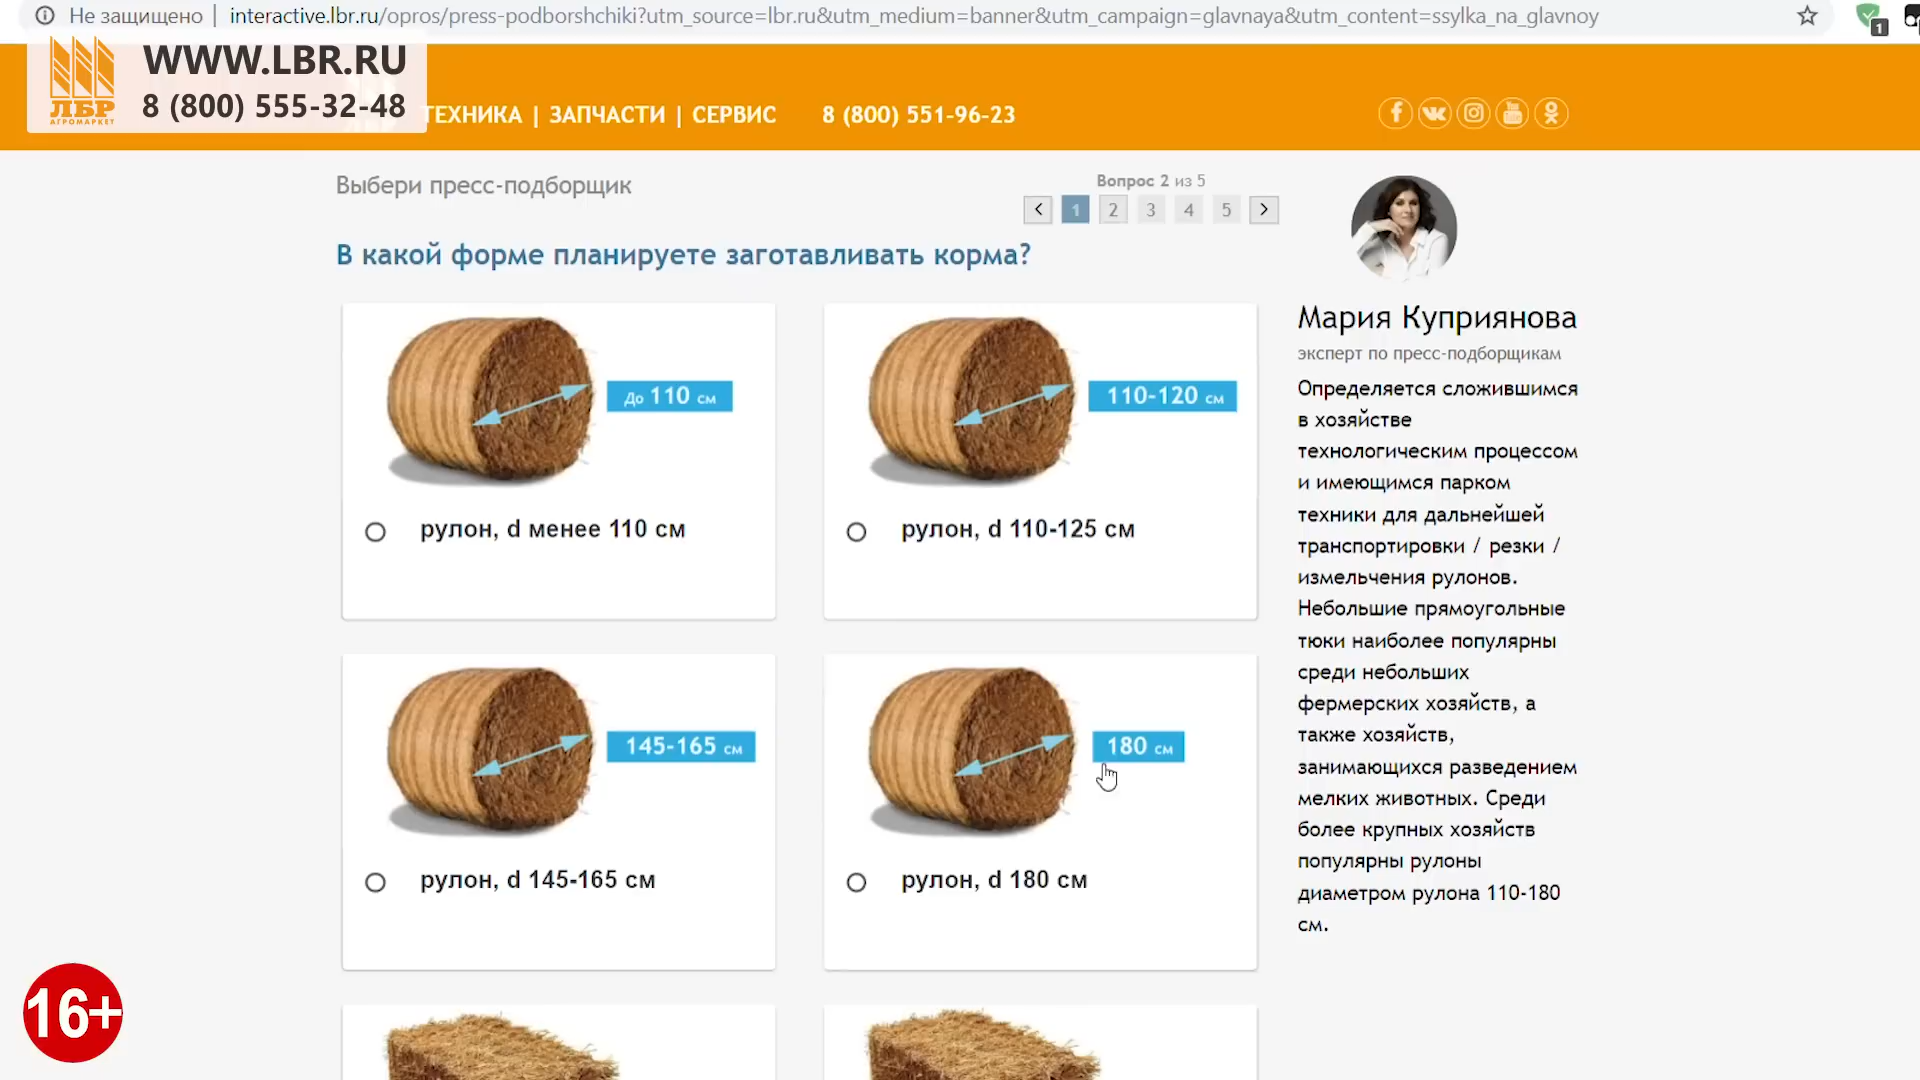 Не защищено
interactive.lbr.ru/opros/press-podborshchiki?utm_source=lbr.ru&utm_medium=banner&utm_campaign=glavnaya&utm_content=ssylka_na_glavnoy
1
ЛБР
АГРОМАРКЕТ
WWW.LBR.RU
8 (800) 555-32-48
ТЕХНИКА | ЗАПЧАСТИ | СЕРВИС
8 (800) 551-96-23
Выбери пресс-подборщик
Вопрос 2 из 5
1 2 3 4 5
В какой форме планируете заготавливать корма?
До 110 см
рулон, d менее 110 см
110-120 см
рулон, d 110-125 см
145-165 см
рулон, d 145-165 см
180 см
рулон, d 180 см
Мария Куприянова
эксперт по пресс-подборщикам
Определяется сложившимся
в хозяйстве
технологическим процессом
и имеющимся парком
техники для дальнейшей
транспортировки / резки /
измельчения рулонов.
Небольшие прямоугольные
тюки наиболее популярны
среди небольших
фермерских хозяйств, а
также хозяйств,
занимающихся разведением
мелких животных. Среди
более крупных хозяйств
популярны рулоны
диаметром рулона 110-180
см.
16+